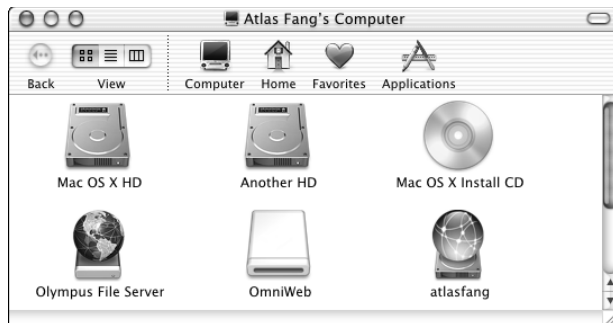 Atlas Fang's Computer
Back View Computer Home Favorites Applications
Mac OS X HD Another HD Mac OS X Install CD
Olympus File Server OmniWeb atlasfang